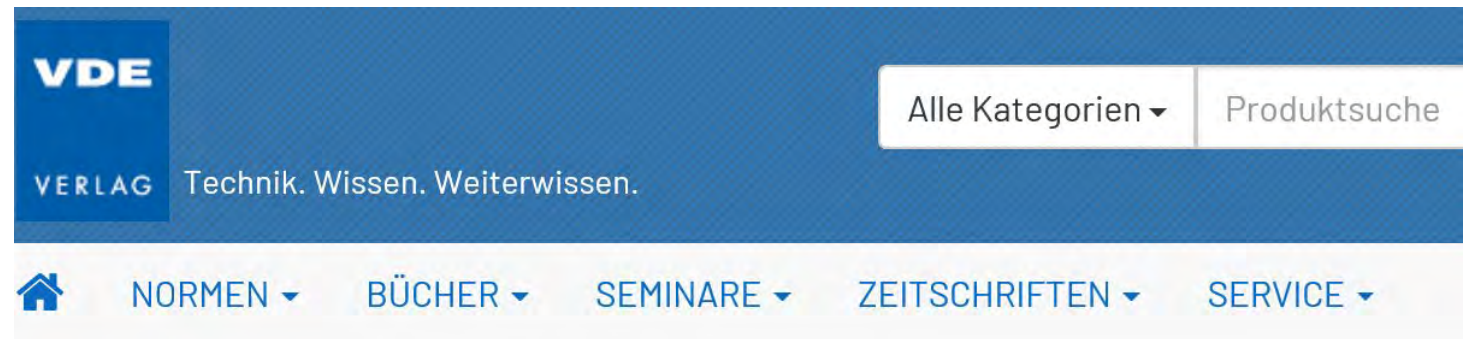 VDE
VERLAG
Technik. Wissen. Weiterwissen.
Alle Kategorien
Produktsuche
NORMEN
BÜCHER
SEMINARE
ZEITSCHRIFTEN
SERVICE